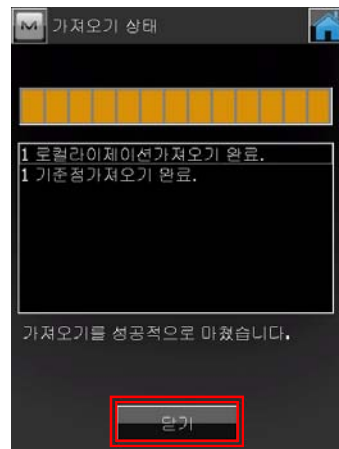 가져오기 상태
1 로컬라이제이션가져오기 완료.
1 기준점가져오기 완료.
가져오기를 성공적으로 마쳤습니다.
닫기